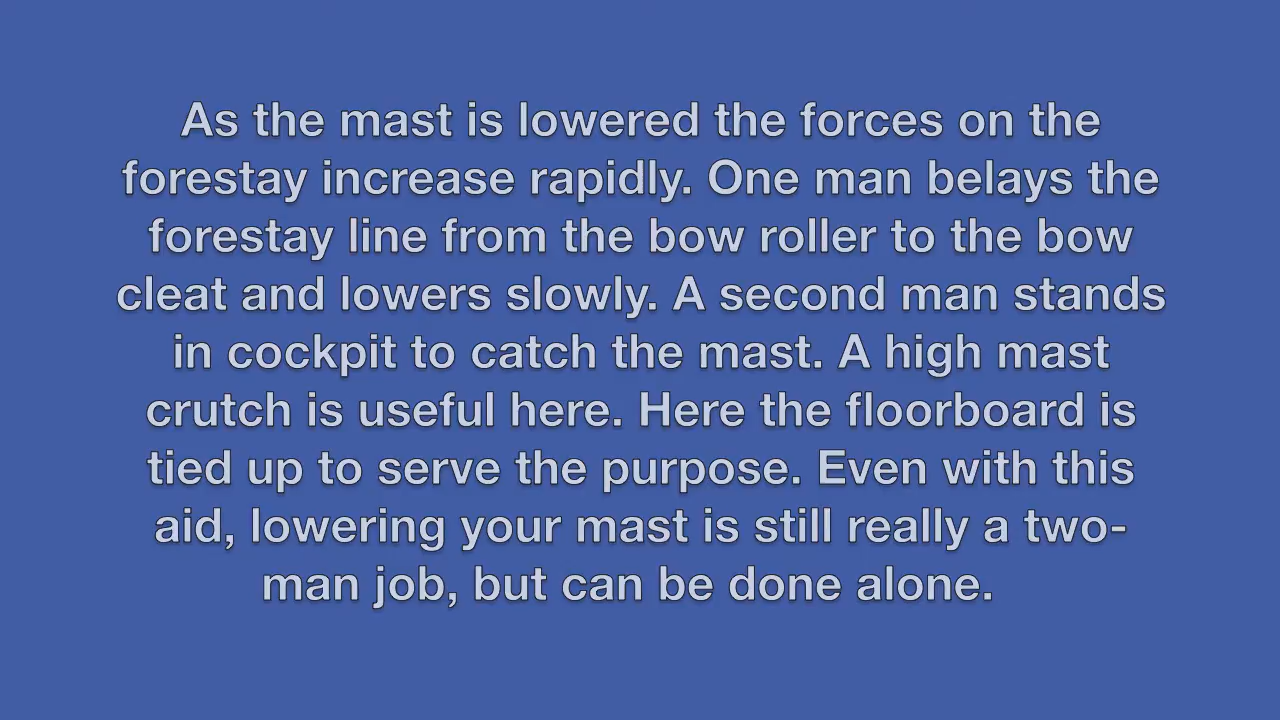 As the mast is lowered the forces on the
forestay increase rapidly. One man belays the
forestay line from the bow roller to the bow
cleat and lowers slowly. A second man stands
in cockpit to catch the mast. A high mast
crutch is useful here. Here the floorboard is
tied up to serve the purpose. Even with this
aid, lowering your mast is still really a two-
man job, but can be done alone.